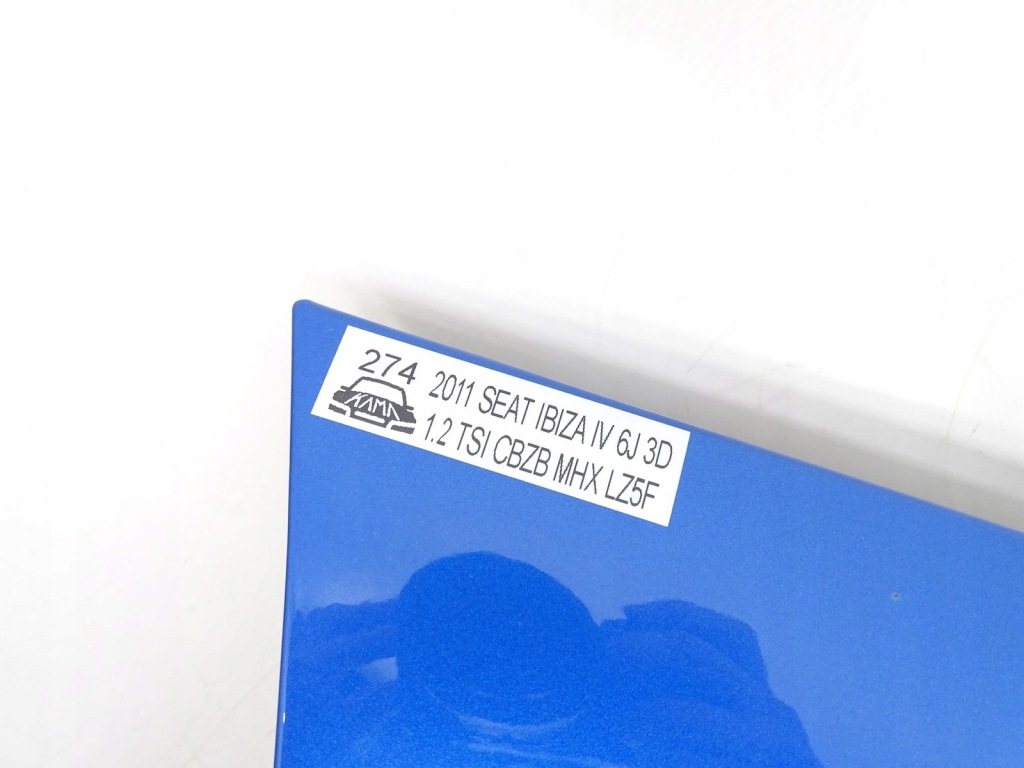 274
KAMA
2011 SEAT IBIZA IV 6J 3D
1.2 TSI CBZB MHX LZ5F